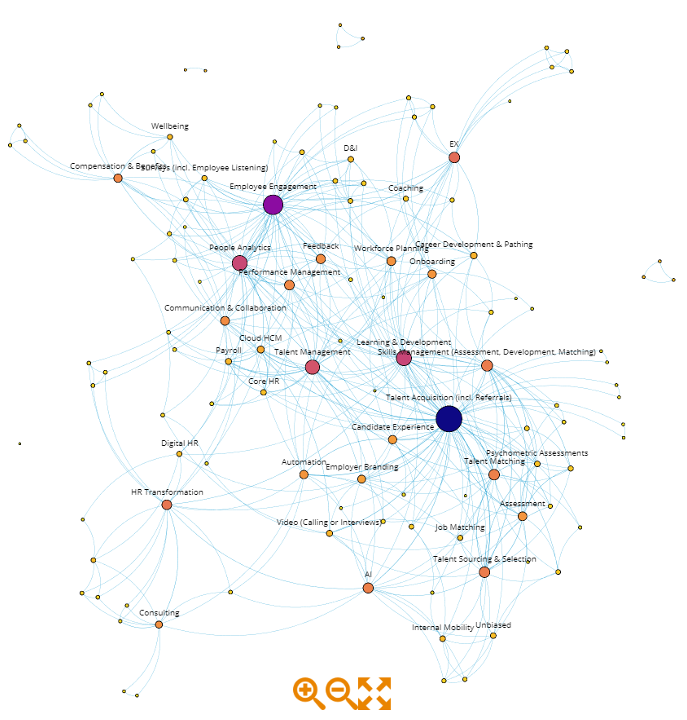 Wellbeing
D&I
EX
Compensation & Benefits
Surveys (incl. Employee Listening)
Employee Engagement
Coaching
People Analytics
Feedback
Workforce Planning
Career Development & Pathing
Onboarding
Performance Management
Communication & Collaboration
Cloud/HCM
Payroll
Talent Management
Learning & Development
Skills Management (Assessment, Development, Matching)
Core HR
Talent Acquisition (incl. Referrals)
Candidate Experience
Digital HR
Psychometric Assessments
Automation
Employer Branding
Talent Matching
HR Transformation
Assessment
Video (Calling or Interviews)
Job Matching
Talent Sourcing & Selection
AI
Consulting
Internal Mobility
Unbiased